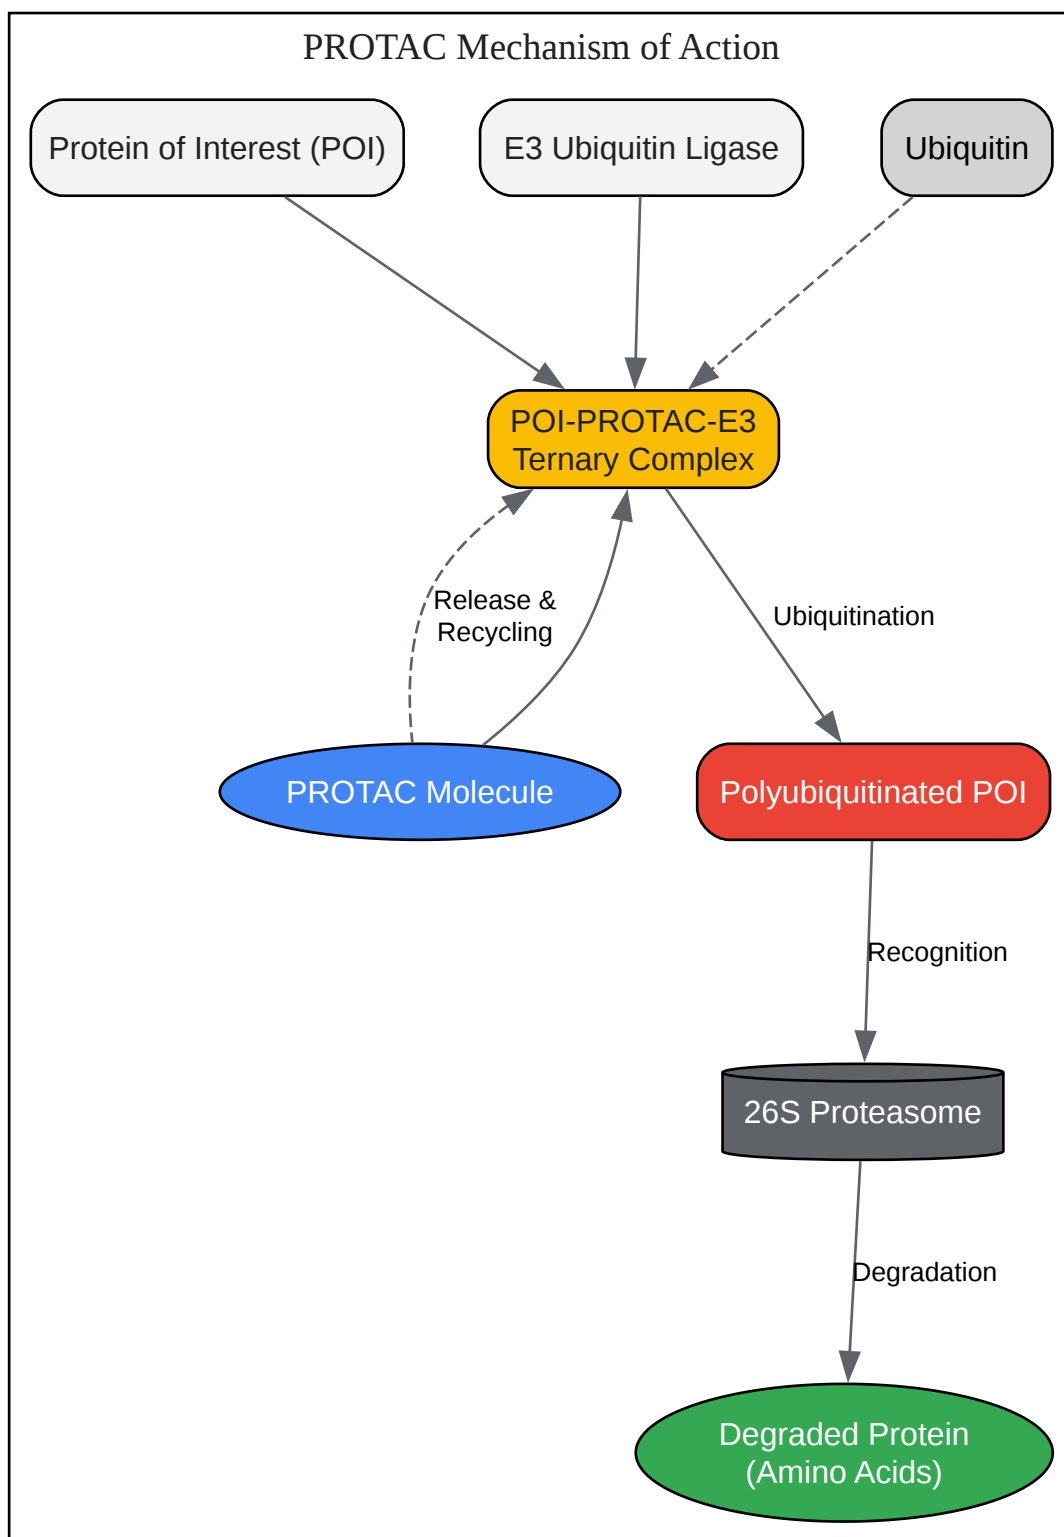 PROTAC Mechanism of Action
Protein of Interest (POI)
E3 Ubiquitin Ligase
Ubiquitin
POI-PROTAC-E3
Ternary Complex
Release &
Recycling
Ubiquitination
PROTAC Molecule
Polyubiquitinated POI
Recognition
26S Proteasome
Degradation
Degraded Protein
(Amino Acids)